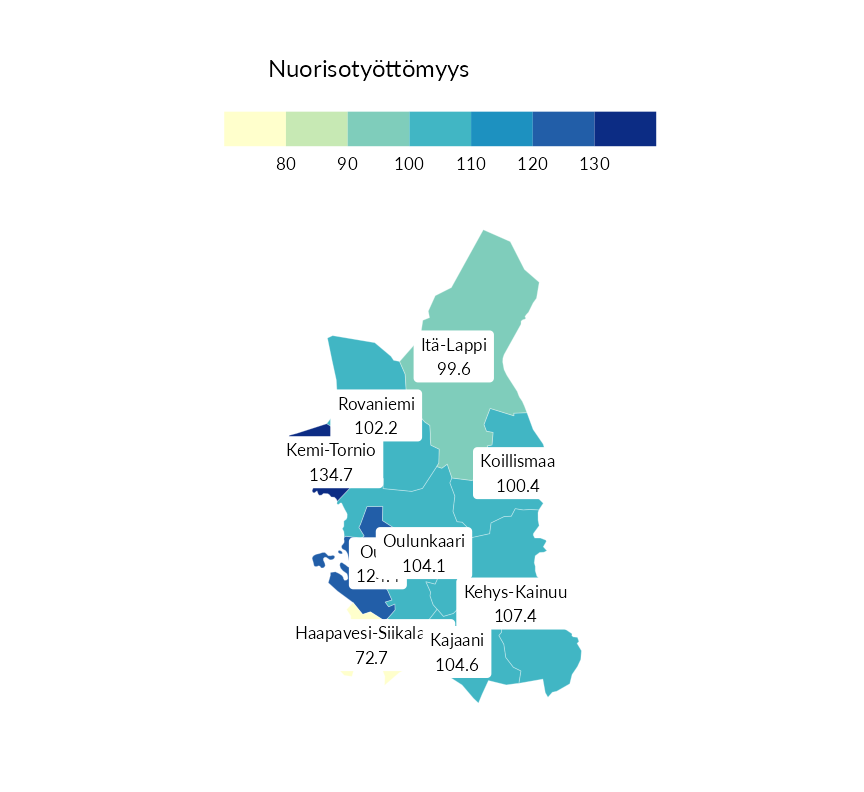 Nuorisotyöttömyys
80 90 100 110 120 130
Itä-Lappi
99.6
Rovaniemi
102.2
Kemi-Tornio
134.7
Koillismaa
100.4
Oulunkaari
104.1
Kehys-Kainuu
107.4
Haapavesi-Siikala
72.7
Kajaani
104.6